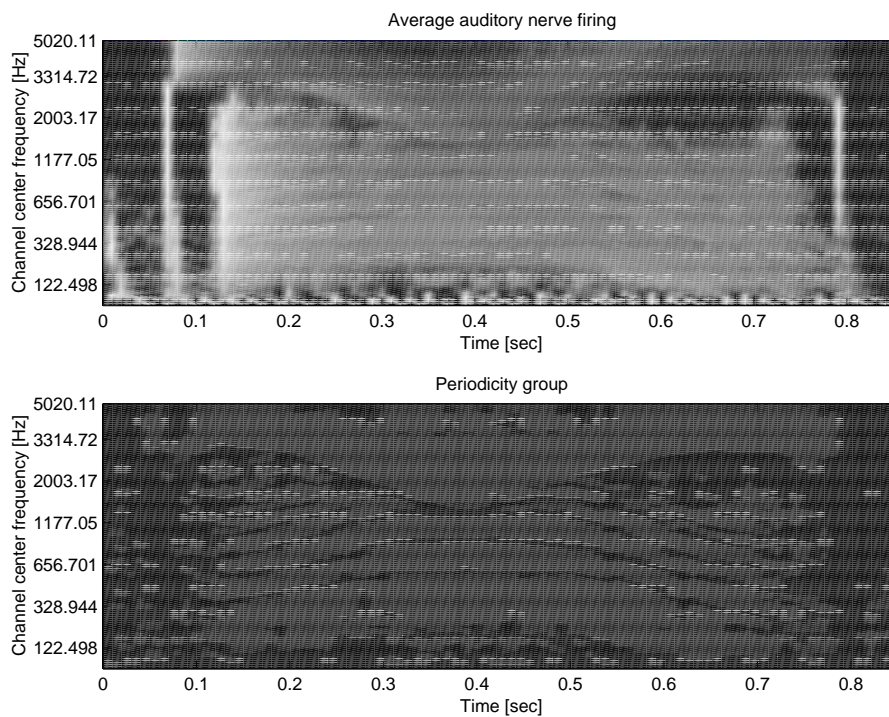 Average auditory nerve firing
Channel center frequency [Hz]
5020.11
3314.72
2003.17
1177.05
656.701
328.944
122.498
0 0.1 0.2 0.3 0.4 0.5 0.6 0.7 0.8
Time [sec]
Periodicity group
Channel center frequency [Hz]
5020.11
3314.72
2003.17
1177.05
656.701
328.944
122.498
0 0.1 0.2 0.3 0.4 0.5 0.6 0.7 0.8
Time [sec]